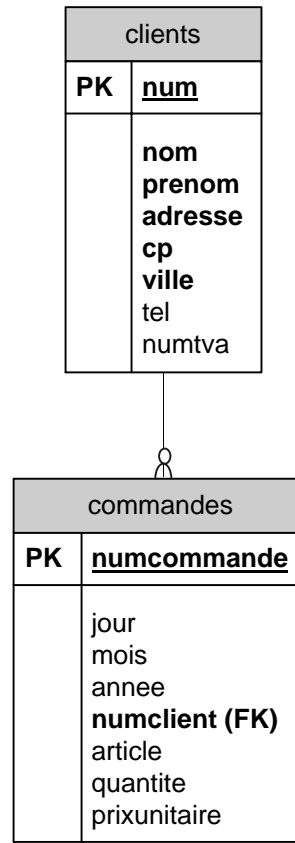 clients
PK num
nom
prenom
adresse
cp
ville
tel
numtva
commandes
PK numcommande
jour
mois
annee
numclient (FK)
article
quantite
prixunitaire